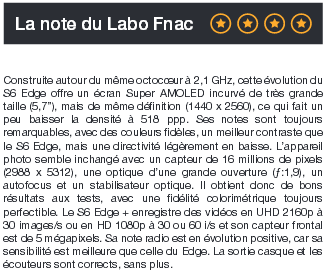 La note du Labo Fnac
Construite autour du même octocœur à 2,1 GHz, cette évolution du
S6 Edge offre un écran Super AMOLED incurvé de très grande
taille (5,7"), mais de même définition (1440 x 2560), ce qui fait un
peu baisser la densité à 518 ppp. Ses notes sont toujours
remarquables, avec des couleurs fidèles, un meilleur contraste que
le S6 Edge, mais une directivité légèrement en baisse. L'appareil
photo semble inchangé avec un capteur de 16 millions de pixels
(2988 x 5312), une optique d'une grande ouverture (ƒ:1,9), un
autofocus et un stabilisateur optique. Il obtient donc de bons
résultats aux tests, avec une fidélité colorimétrique toujours
perfectible. Le S6 Edge + enregistre des vidéos en UHD 2160p à
30 images/s ou en HD 1080p à 30 ou 60 i/s et son capteur frontal
est de 5 mégapixels. Sa note radio est en évolution positive, car sa
sensibilité est meilleure que celle du Edge. La sortie casque et les
écouteurs sont corrects, sans plus.